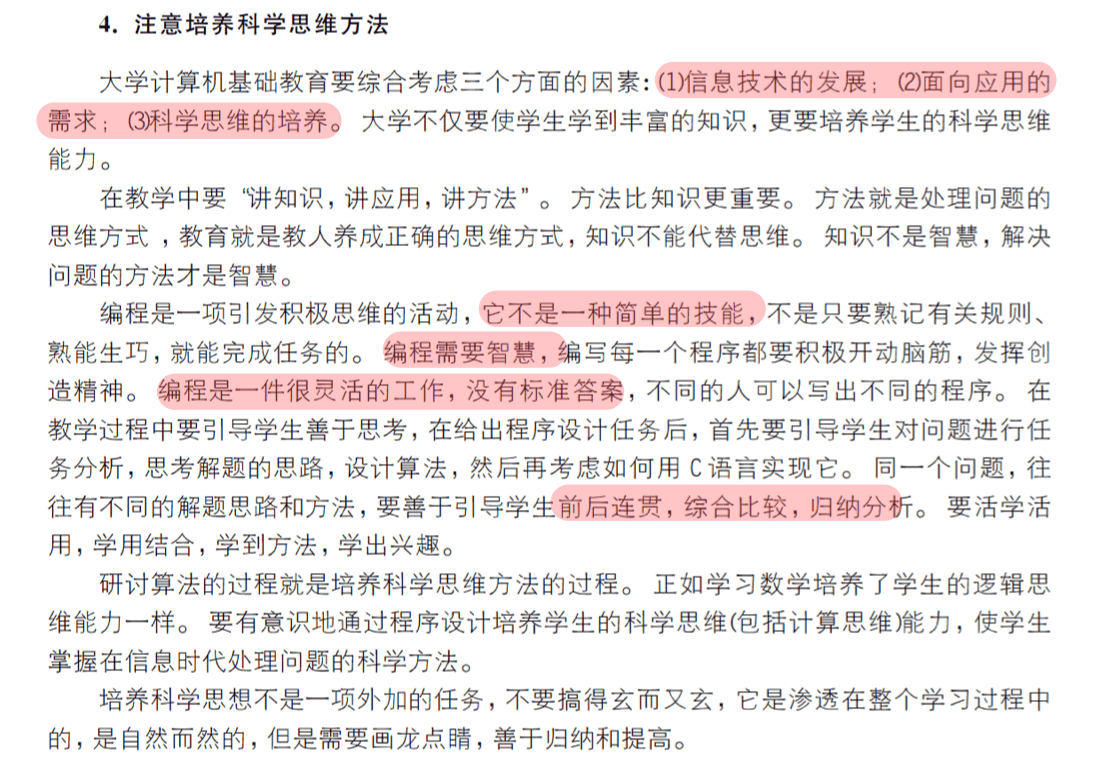 4. 注意培养科学思维方法
大学计算机基础教育要综合考虑三个方面的因素:(1)信息技术的发展;(2)面向应用的
需求;(3)科学思维的培养。大学不仅要使学生学到丰富的知识,更要培养学生的科学思维
能力。
在教学中要“讲知识,讲应用,讲方法”。方法比知识更重要。方法就是处理问题的
思维方式,教育就是教人养成正确的思维方式,知识不能代替思维。知识不是智慧,解决
问题的方法才是智慧。
编程是一项引发积极思维的活动,它不是一种简单的技能,不是只要熟记有关规则、
熟能生巧,就能完成任务的。编程需要智慧,编写每一个程序都要积极开动脑筋,发挥创
造精神。编程是一件很灵活的工作,没有标准答案,不同的人可以写出不同的程序。在
教学过程中要引导学生善于思考,在给出程序设计任务后,首先要引导学生对问题进行任
务分析,思考解题的思路,设计算法,然后再考虑如何用C语言实现它。同一个问题,往
往有不同的解题思路和方法,要善于引导学生前后连贯,综合比较,归纳分析。要活学活
用,学用结合,学到方法,学出兴趣。
研讨算法的过程就是培养科学思维方法的过程。正如学习数学培养了学生的逻辑思
维能力一样。要有意识地通过程序设计培养学生的科学思维(包括计算思维)能力,使学生
掌握在信息时代处理问题的科学方法。
培养科学思想不是一项外加的任务,不要搞得玄而又玄,它是渗透在整个学习过程中
的,是自然而然的,但是需要画龙点睛,善于归纳和提高。